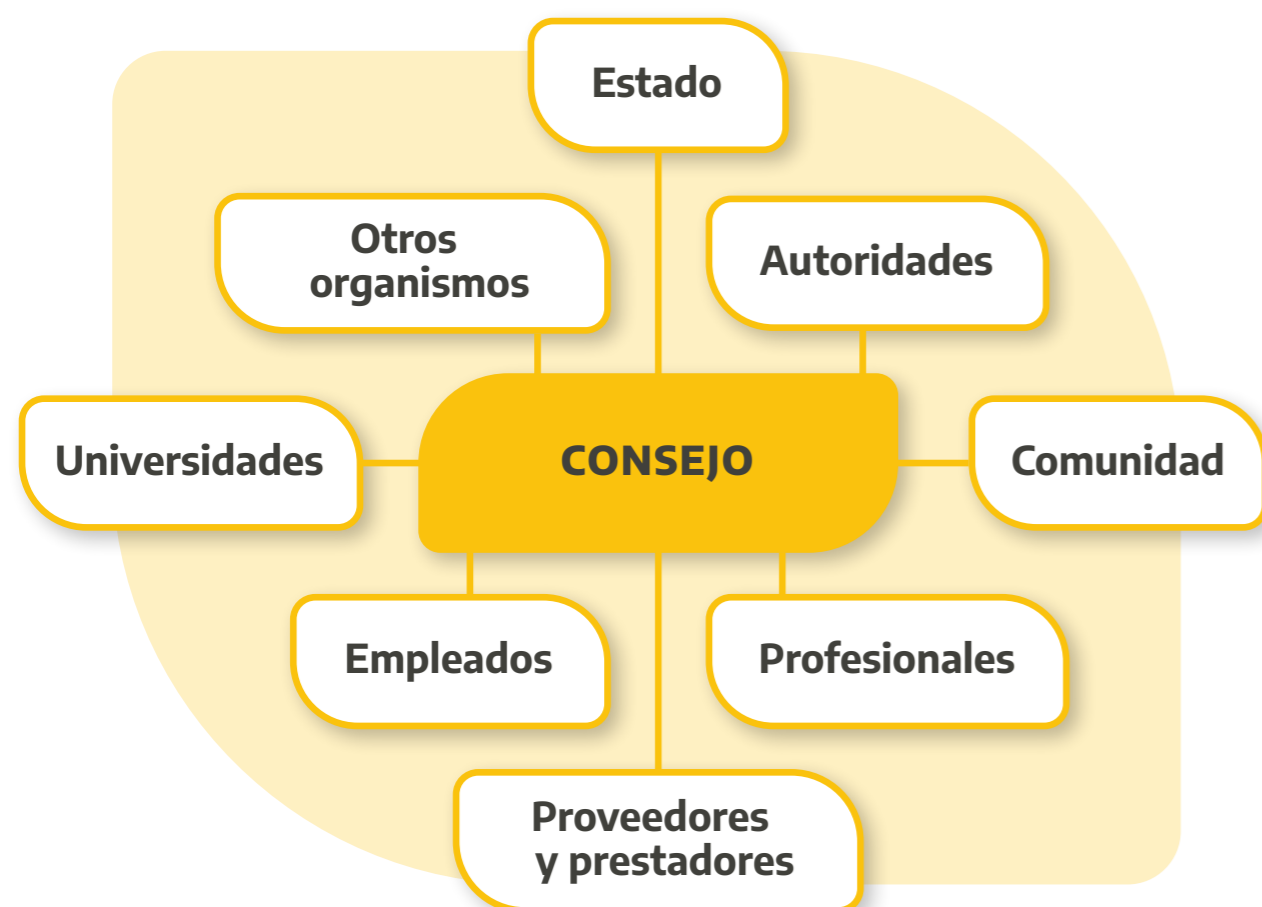 Estado
Otros
organismos
Autoridades
Universidades
CONSEJO
Comunidad
Empleados
Profesionales
Proveedores
y prestadores